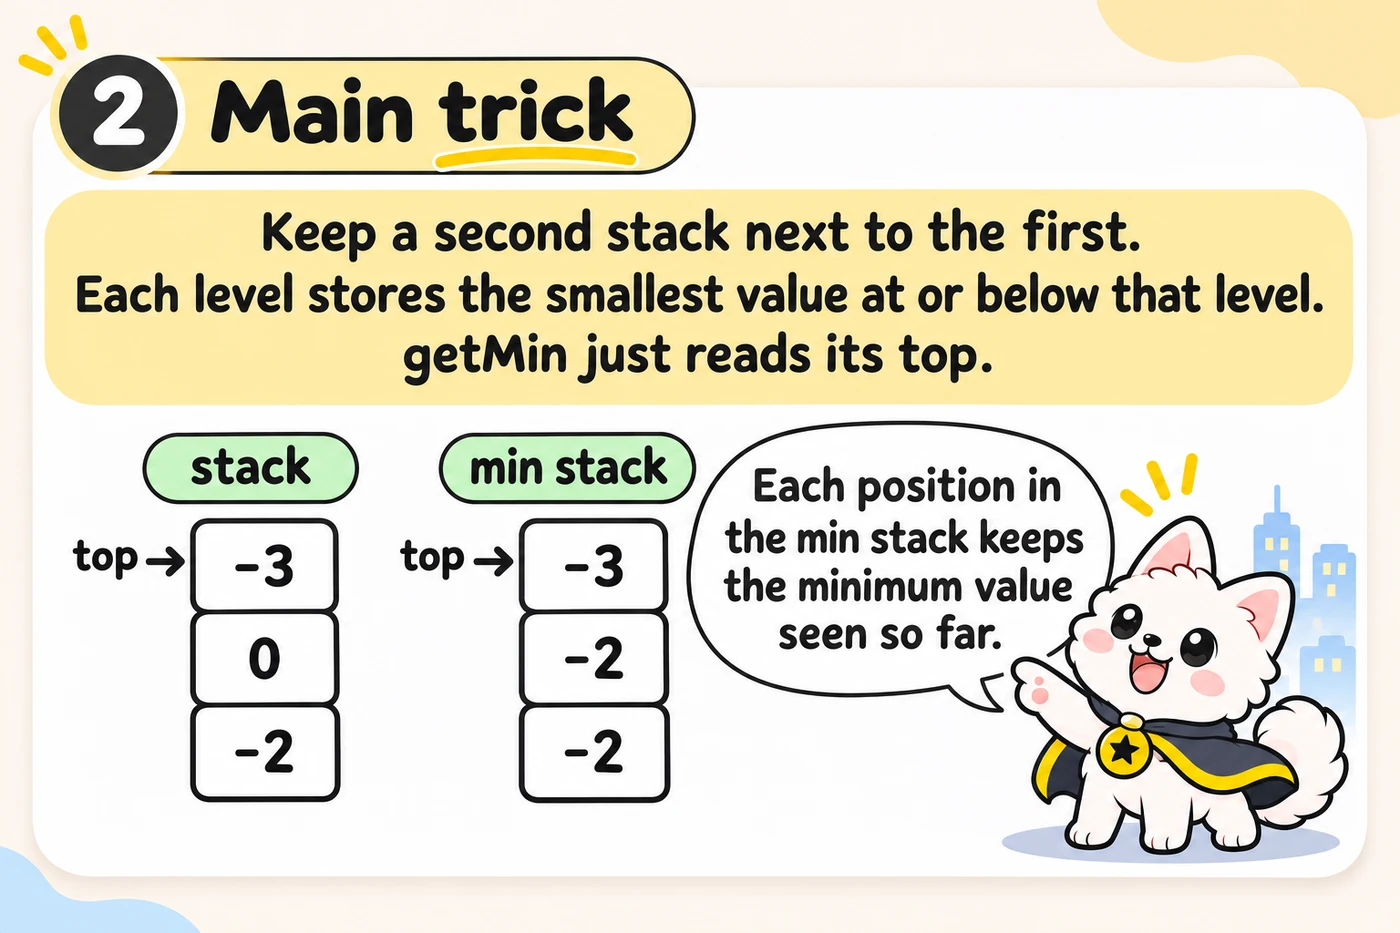 2 Main trick
Keep a second stack next to the first.
Each level stores the smallest value at or below that level.
getMin just reads its top.
stack
top → -3
0
-2
min stack
top → -3
-2
-2
Each position in
the min stack keeps
the minimum value
seen so far.